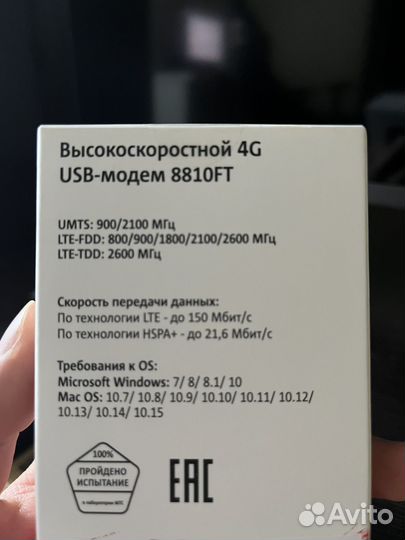 Высокоскоростной 4G
USB-модем 8810FT
UMTS: 900/2100 МГц
LTE-FDD: 800/900/1800/2100/2600 МГц
LTE-TDD: 2600 МГц
Скорость передачи данных:
По технологии LTE - до 150 Мбит/с
По технологии HSPA+ - до 21,6 Мбит/с
Требования к OS:
Microsoft Windows: 7/ 8/ 8.1/ 10
Mac OS: 10.7/ 10.8/ 10.9/ 10.10/ 10.11/ 10.12/
10.13/ 10.14/ 10.15
100%
ПРОЙДЕНО
ИСПЫТАНИЕ
в лаборатории МТС
EAC
Avito